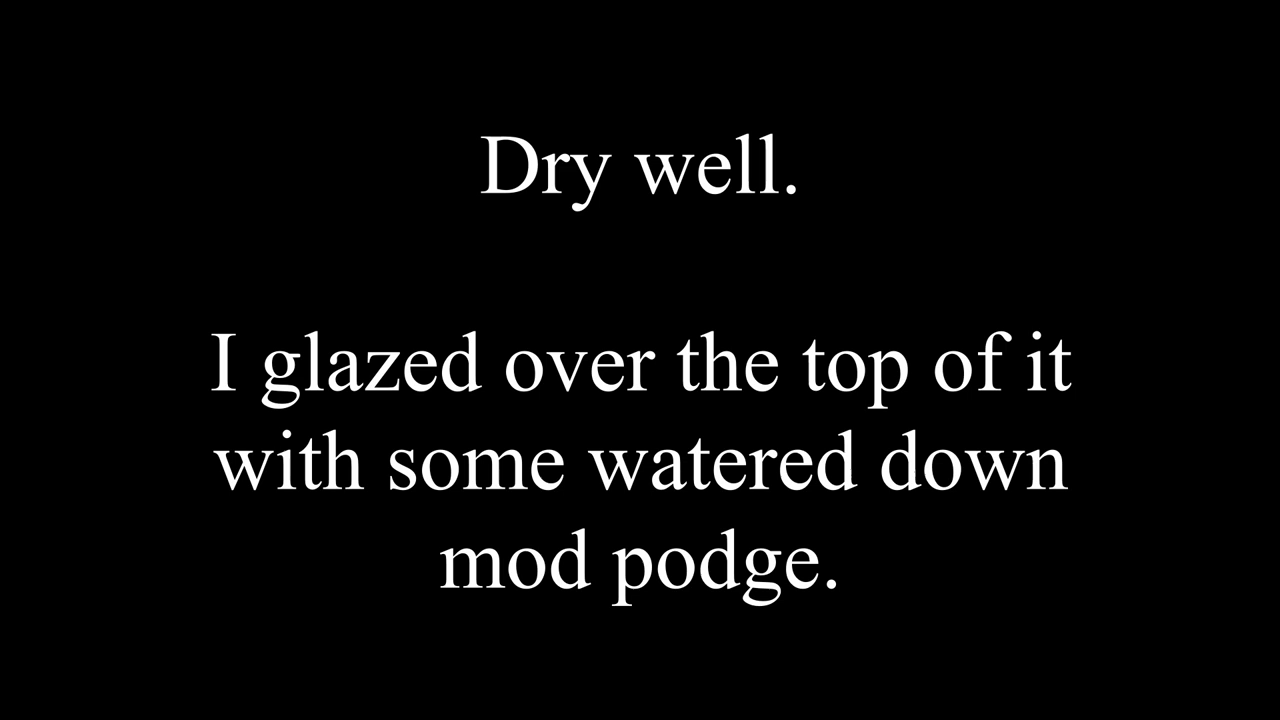 Dry well.
I glazed over the top of it
with some watered down
mod podge.